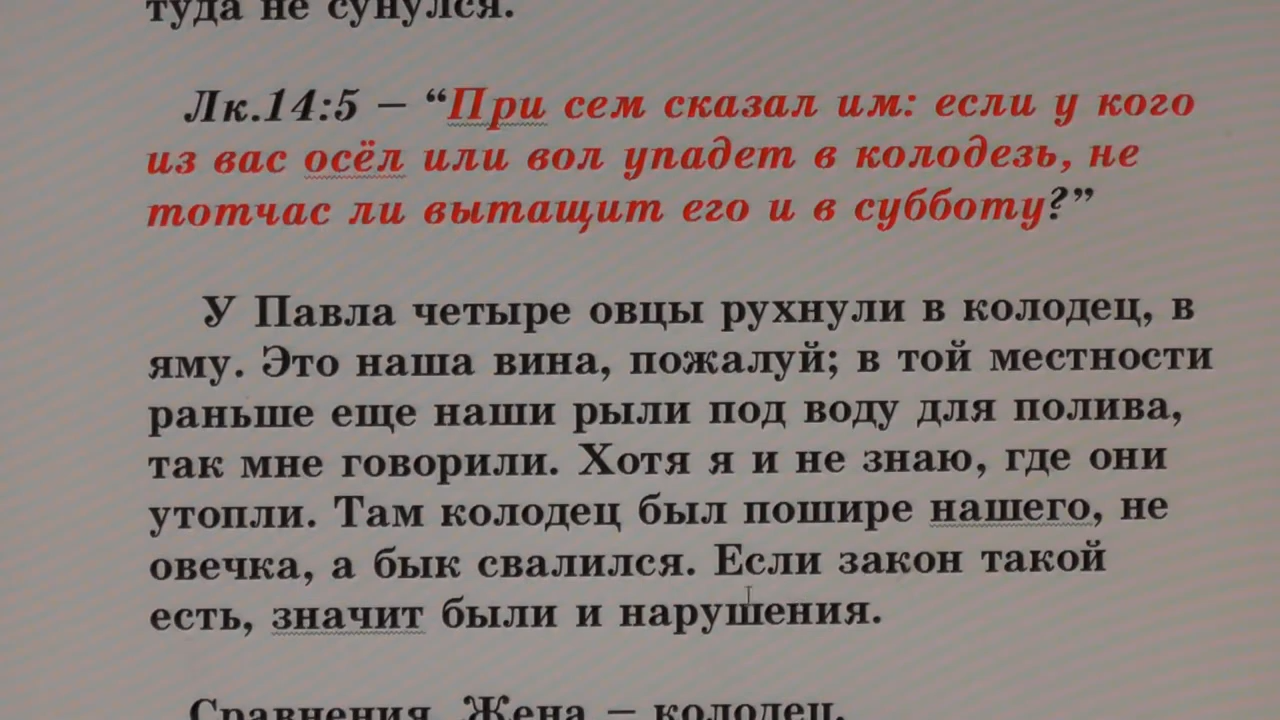 туда не сунулся.
Лк.14:5 – “При сем сказал им: если у кого
из вас осёл или вол упадет в колодезь, не
тотчас ли вытащит его и в субботу?”
У Павла четыре овцы рухнули в колодец, в
яму. Это наша вина, пожалуй; в той местности
раньше еще наши рыли под воду для полива,
так мне говорили. Хотя я и не знаю, где они
утопли. Там колодец был пошире нашего, не
овечка, а бык свалился. Если закон такой
есть, значит были и нарушения.
Сравнения. Жена – колодец.